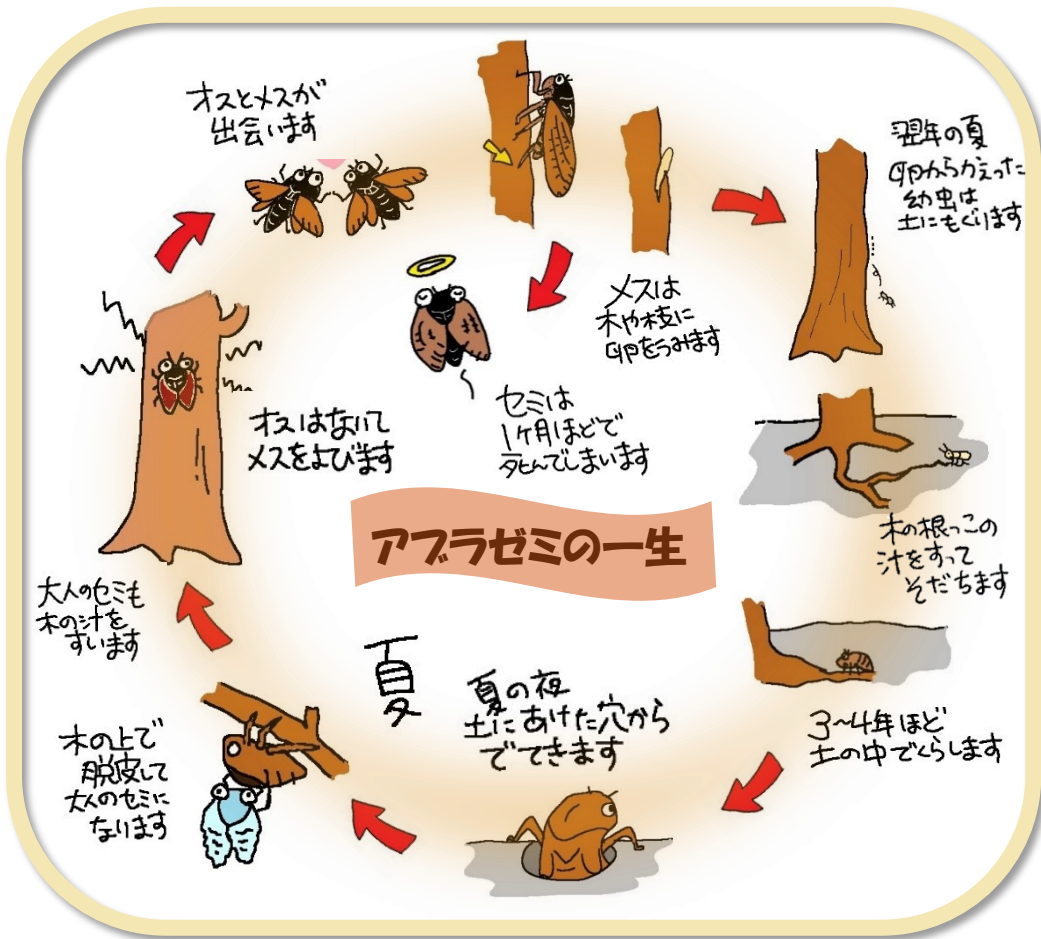 アブラゼミの一生
オスとメスが
出会います
メスは
木や枝に
卵をうみます
翌年の夏
卵からかえった
幼虫は
土にもぐります
木の根っこの
汁をすって
そだちます
3~4年ほど
土の中でくらします
夏
夏の夜
土にあけた穴から
でてきます
木の上で
脱皮して
大人のセミに
なります
大人のセミも
木の汁を
すいます
オスはないて
メスをよびます
セミは
1ヶ月ほどで
死んでしまいます